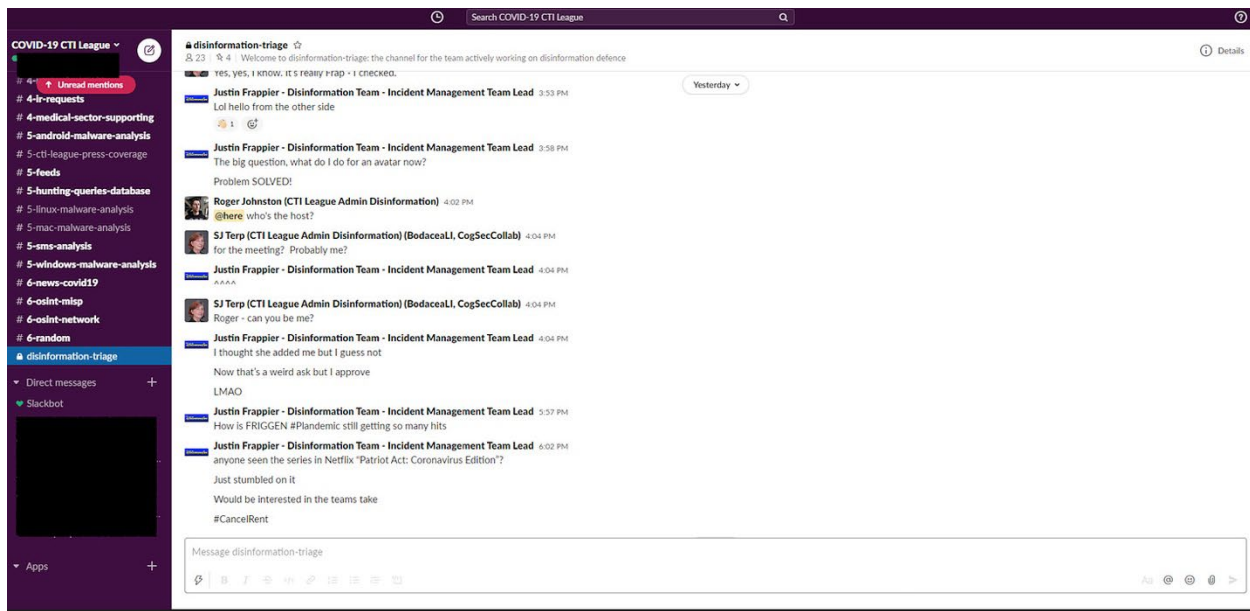 Search COVID-19 CTI League
COVID-19 CTI League
Unread mentions
# 4-ir-requests
# 4-medical-sector-supporting
# 5-android-malware-analysis
# 5-cti-league-press-coverage
# 5-feeds
# 5-hunting-queries-database
# 5-linux-malware-analysis
# 5-mac-malware-analysis
# 5-sms-analysis
# 5-windows-malware-analysis
# 6-news-covid19
# 6-osint-misp
# 6-osint-network
# 6-random
disinformation-triage
Direct messages
Slackbot
Apps
disinformation-triage
23 | 4 | Welcome to disinformation-triage: the channel for the team actively working on disinformation defence
Details
Yes, yes, I know. It's really Frap - I checked.
Yesterday
Justin Frappier - Disinformation Team - Incident Management Team Lead 3:53 PM
Lol hello from the other side
1
Justin Frappier - Disinformation Team - Incident Management Team Lead 3:58 PM
The big question, what do I do for an avatar now?
Problem SOLVED!
Roger Johnston (CTI League Admin Disinformation) 4:02 PM
@here who's the host?
SJ Terp (CTI League Admin Disinformation) (BodaceaLI, CogSecCollab) 4:04 PM
for the meeting? Probably me?
Justin Frappier - Disinformation Team - Incident Management Team Lead 4:04 PM
^^^^
SJ Terp (CTI League Admin Disinformation) (BodaceaLI, CogSecCollab) 4:04 PM
Roger - can you be me?
Justin Frappier - Disinformation Team - Incident Management Team Lead 4:04 PM
I thought she added me but I guess not
Now that's a weird ask but I approve
LMAO
Justin Frappier - Disinformation Team - Incident Management Team Lead 5:57 PM
How is FRIGGEN #Plandemic still getting so many hits
Justin Frappier - Disinformation Team - Incident Management Team Lead 6:02 PM
anyone seen the series in Netflix "Patriot Act: Coronavirus Edition"?
Just stumbled on it
Would be interested in the teams take
#CancelRent
Message disinformation-triage